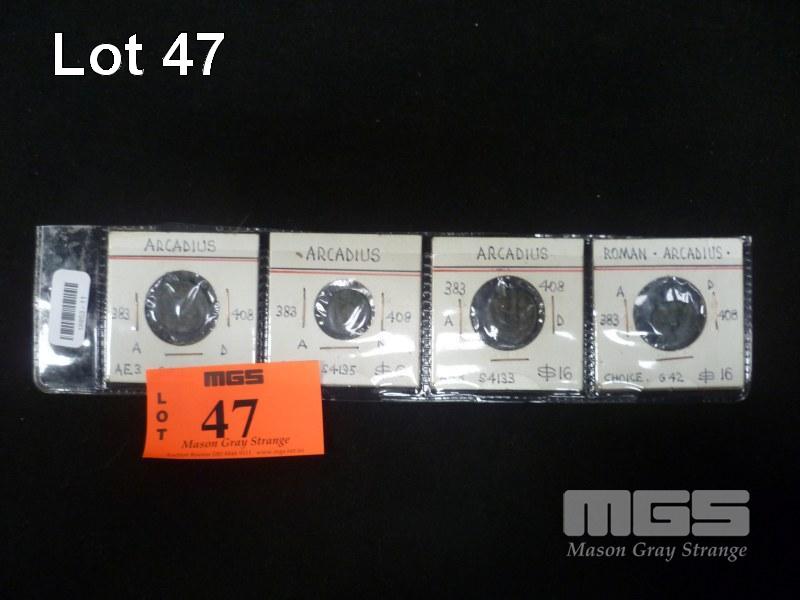 Lot 47
ARCADIUS
383 408
A D
AE3
ARCADIUS
383 408
A
S4135 $
ARCADIUS
383 408
A D
S4133 $16
ROMAN · ARCADIUS ·
A D
383 408
CHOICE. G42 $16
MGS
LOT
47
Mason Gray Strange
MGS
Mason Gray Strange